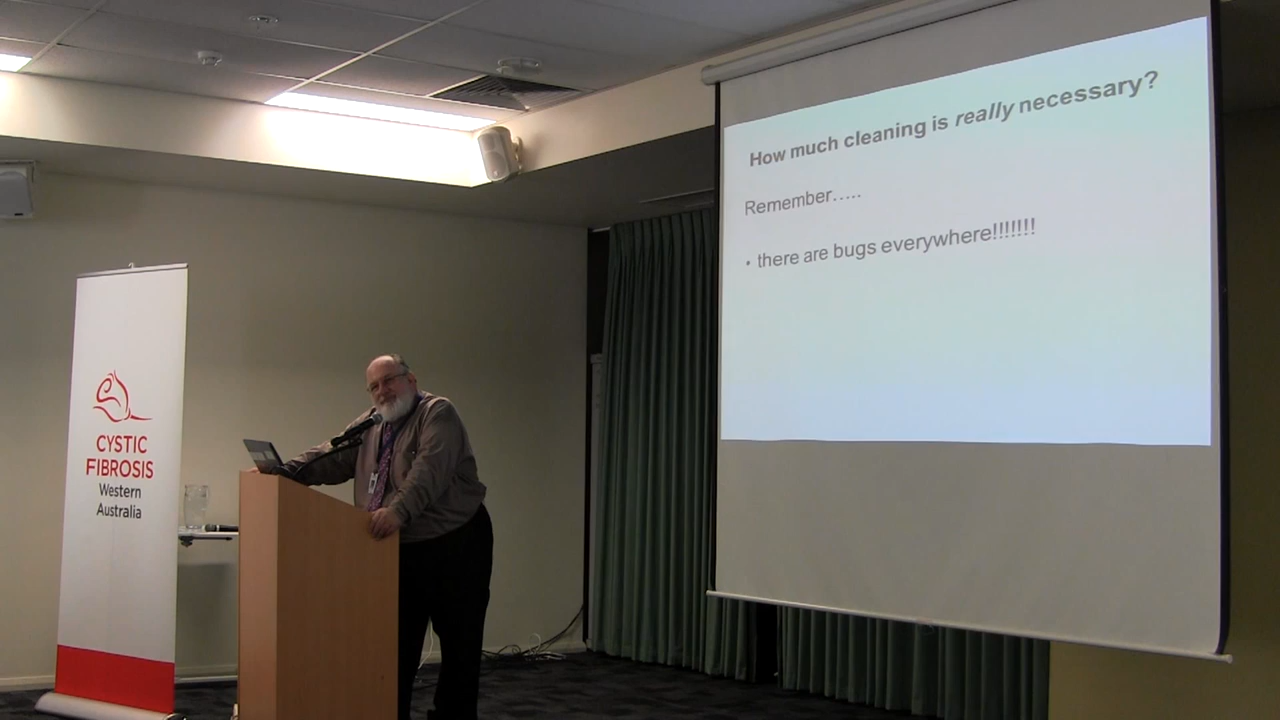 How much cleaning is really necessary?
Remember.....
• there are bugs everywhere!!!!!!!
CYSTIC
FIBROSIS
Western
Australia